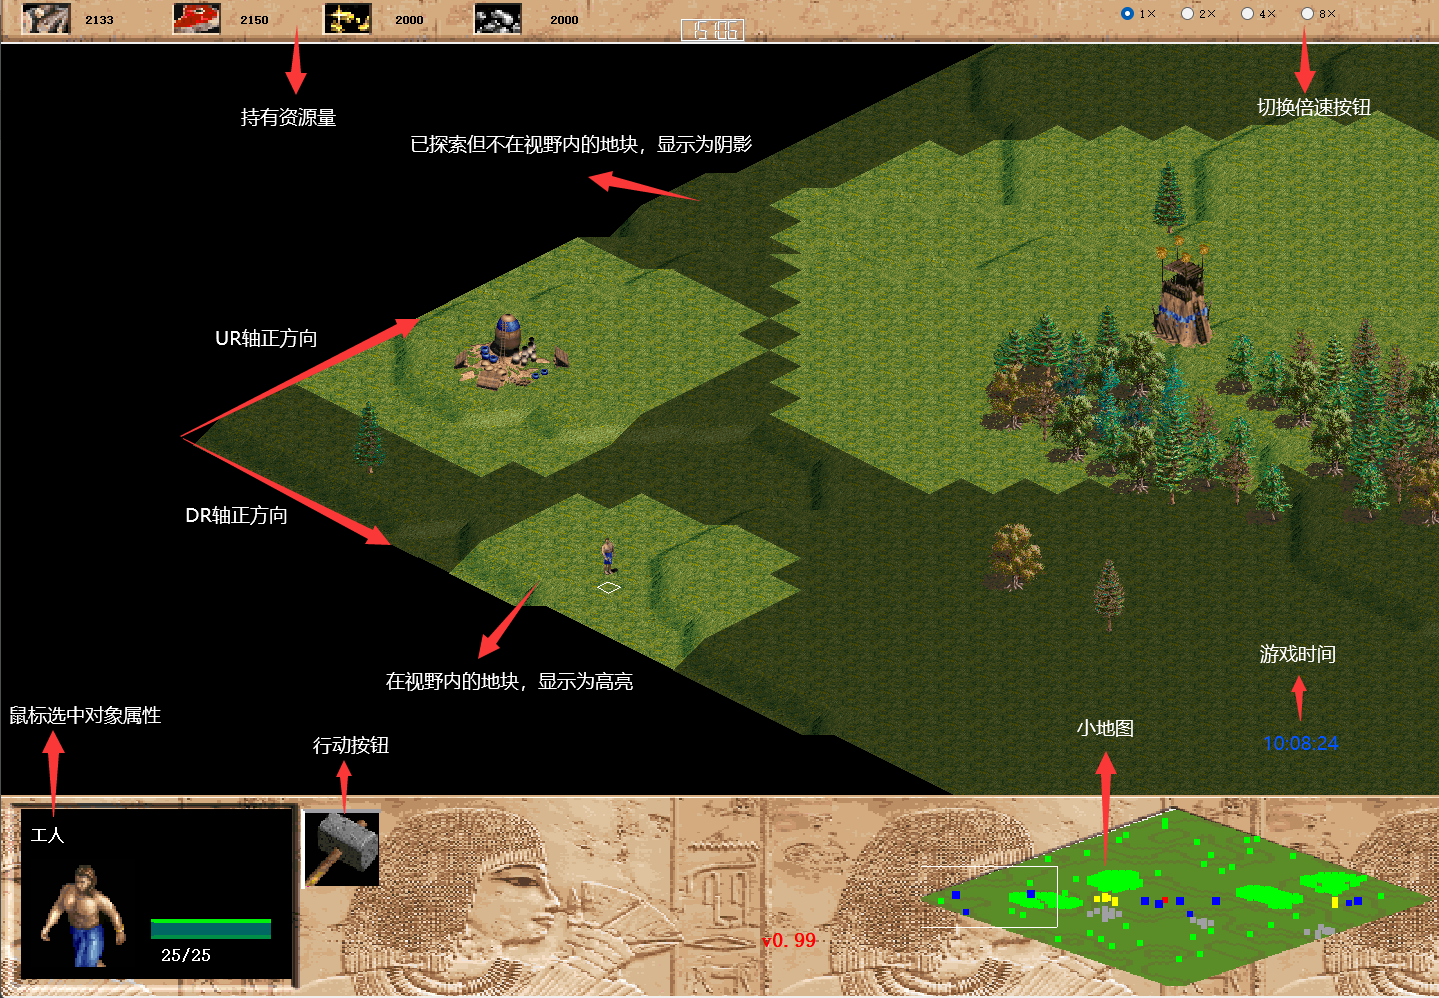 2133 2150 2000 2000 15106 1× 2× 4× 8×
持有资源量
切换倍速按钮
已探索但不在视野内的地块，显示为阴影
UR轴正方向
DR轴正方向
游戏时间
在视野内的地块，显示为高亮
鼠标选中对象属性
小地图
行动按钮
10:08:24
工人
v0.99
25/25